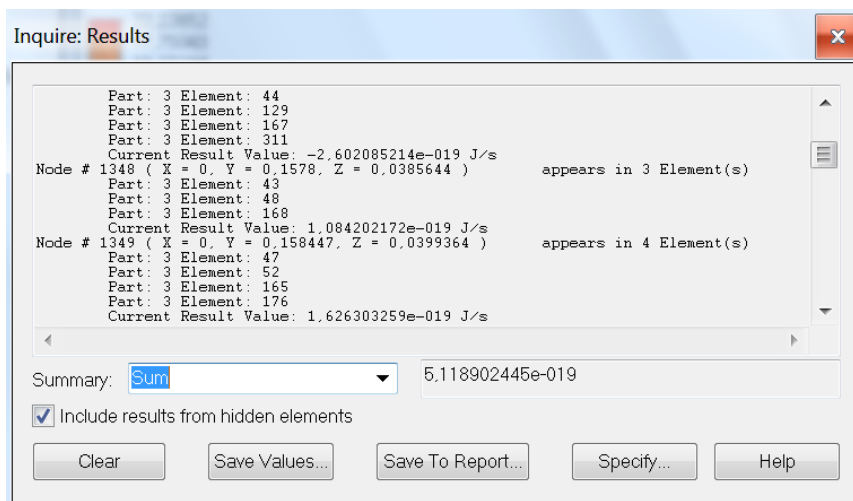 Inquire: Results
Part: 3 Element: 44
Part: 3 Element: 129
Part: 3 Element: 167
Part: 3 Element: 311
Current Result Value: -2,602085214e-019 J/s
Node # 1348 ( X = 0, Y = 0,1578, Z = 0,0385644 ) appears in 3 Element(s)
Part: 3 Element: 43
Part: 3 Element: 48
Part: 3 Element: 168
Current Result Value: 1,084202172e-019 J/s
Node # 1349 ( X = 0, Y = 0,158447, Z = 0,0399364 ) appears in 4 Element(s)
Part: 3 Element: 47
Part: 3 Element: 52
Part: 3 Element: 165
Part: 3 Element: 176
Current Result Value: 1,626303259e-019 J/s
Summary: Sum 5,118902445e-019
Include results from hidden elements
Clear Save Values... Save To Report... Specify... Help